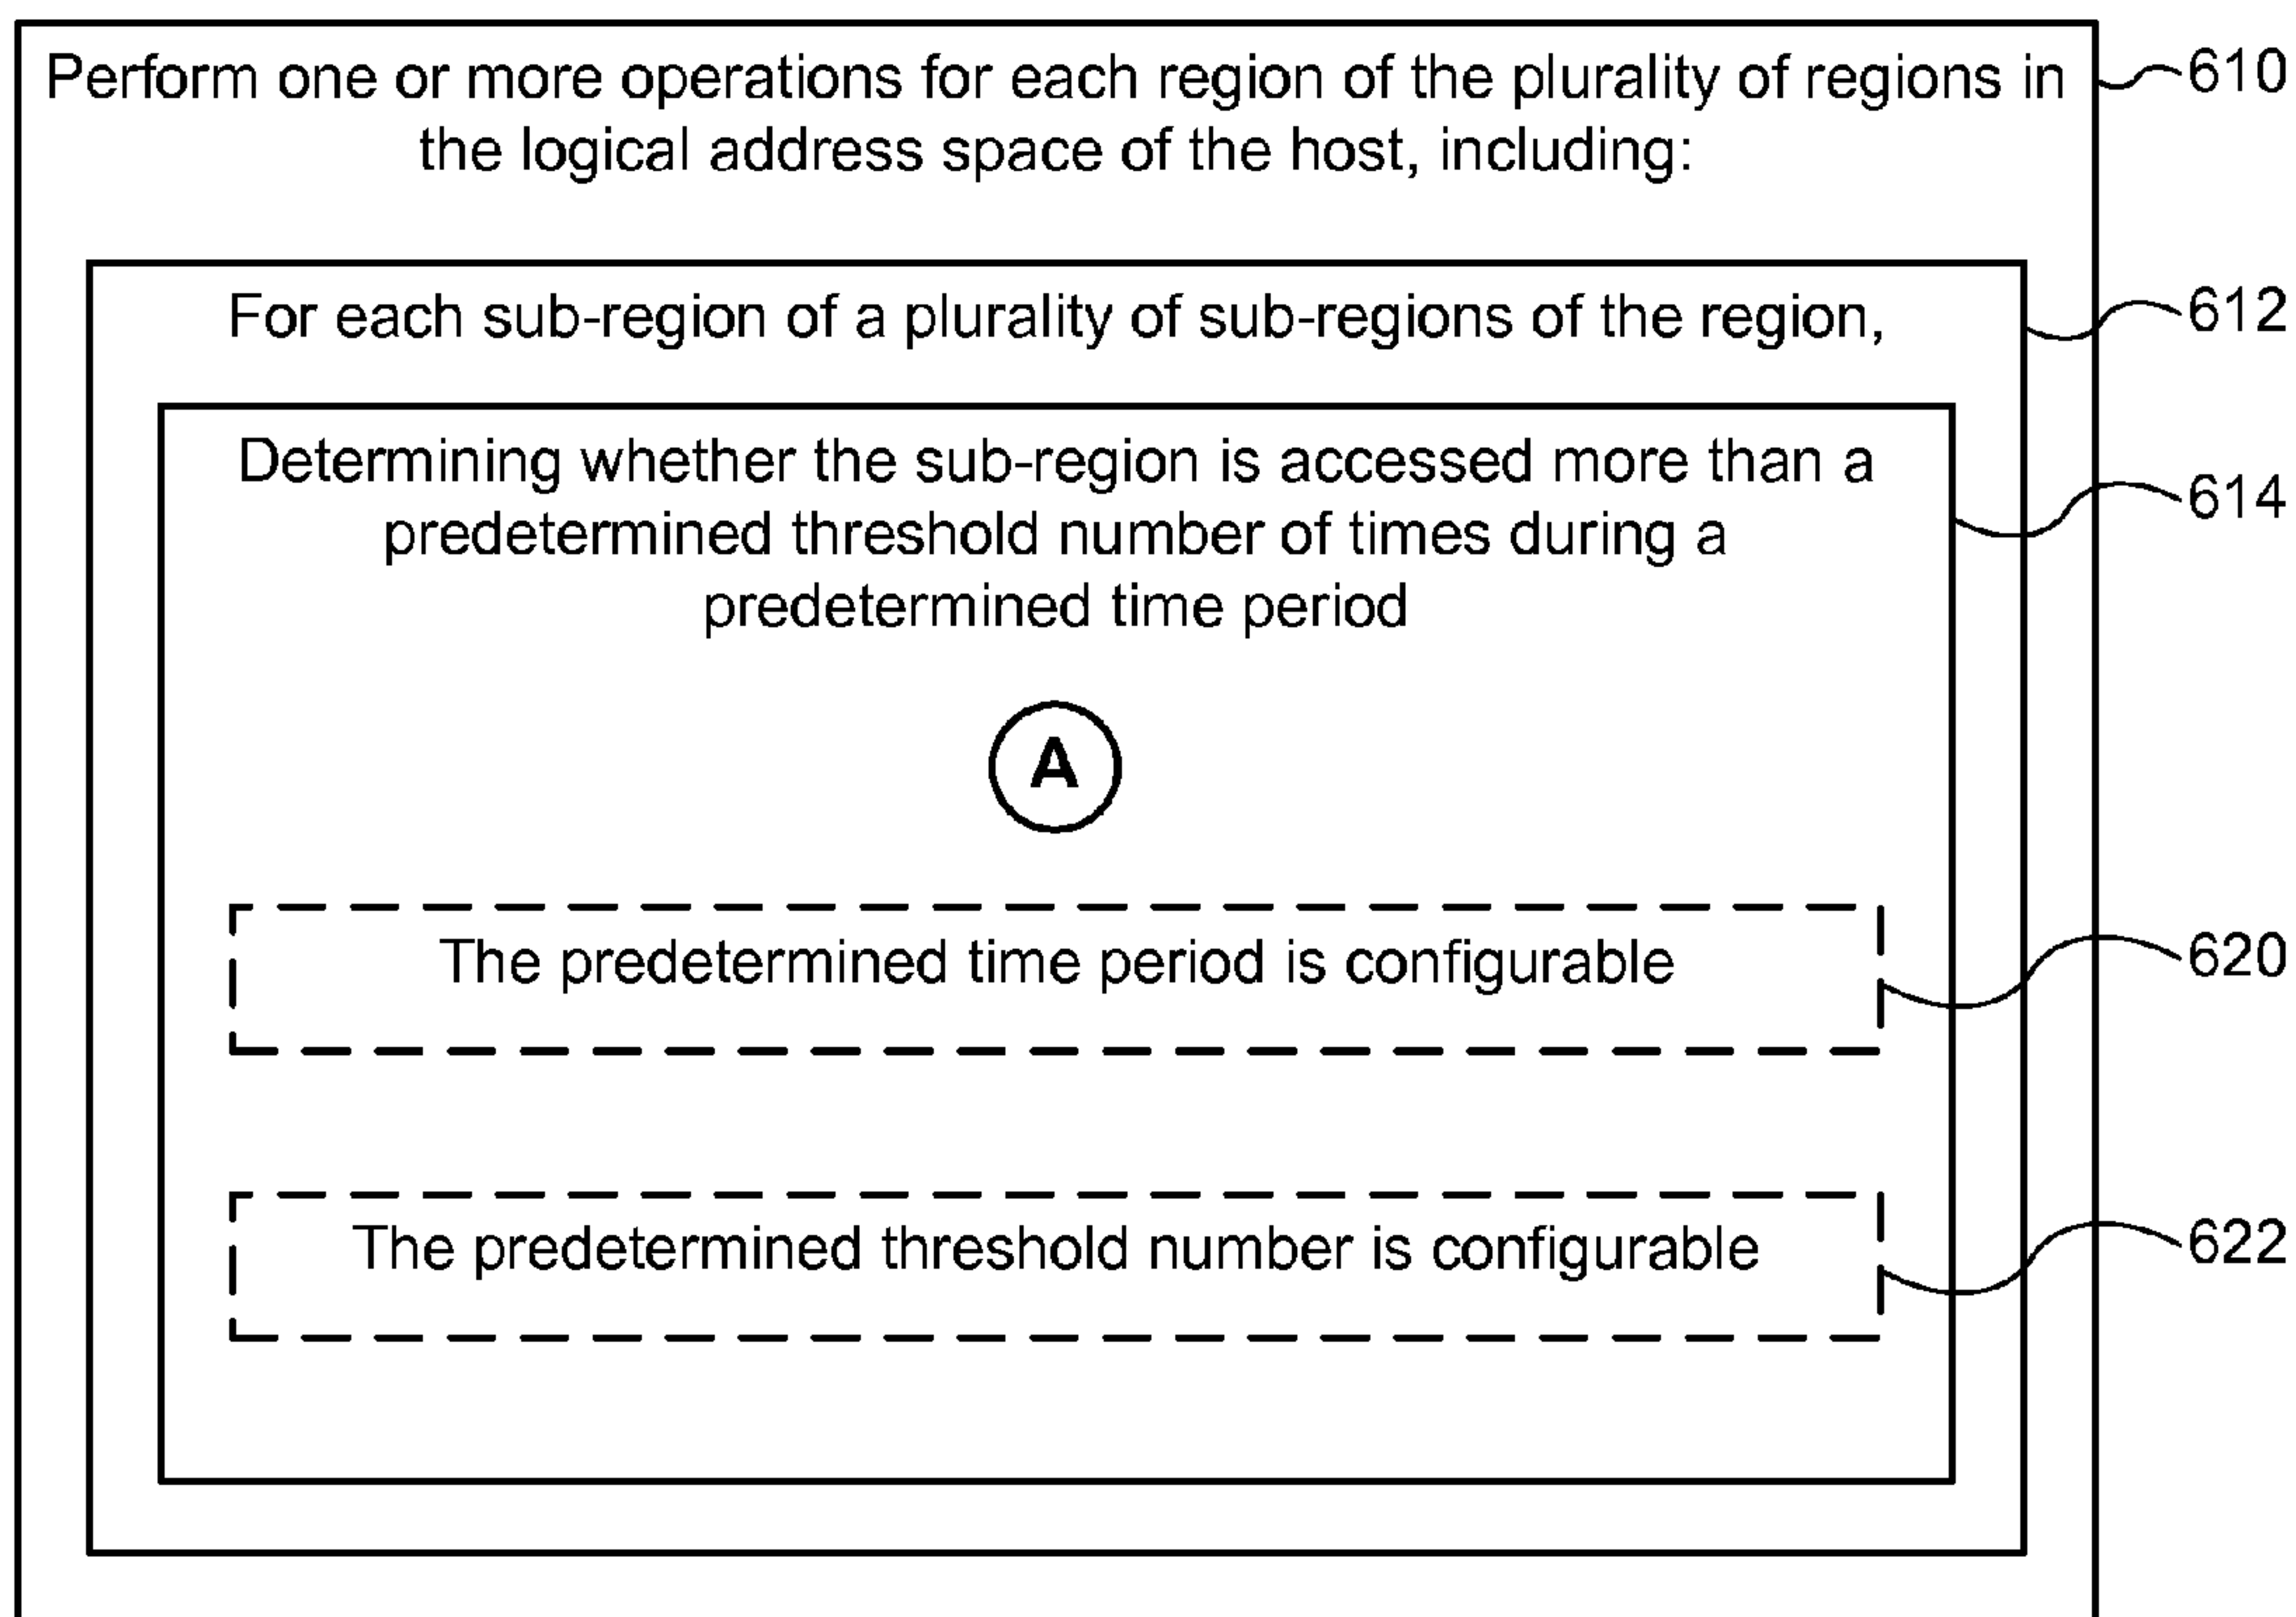 Perform one or more operations for each region of the plurality of regions in
610
the logical address space of the host, including:
For each sub-region of a plurality of sub-regions of the region,
612
Determining whether the sub-region is accessed more than a
614
predetermined threshold number of times during a
predetermined time period
A
The predetermined time period is configurable
620
The predetermined threshold number is configurable
622